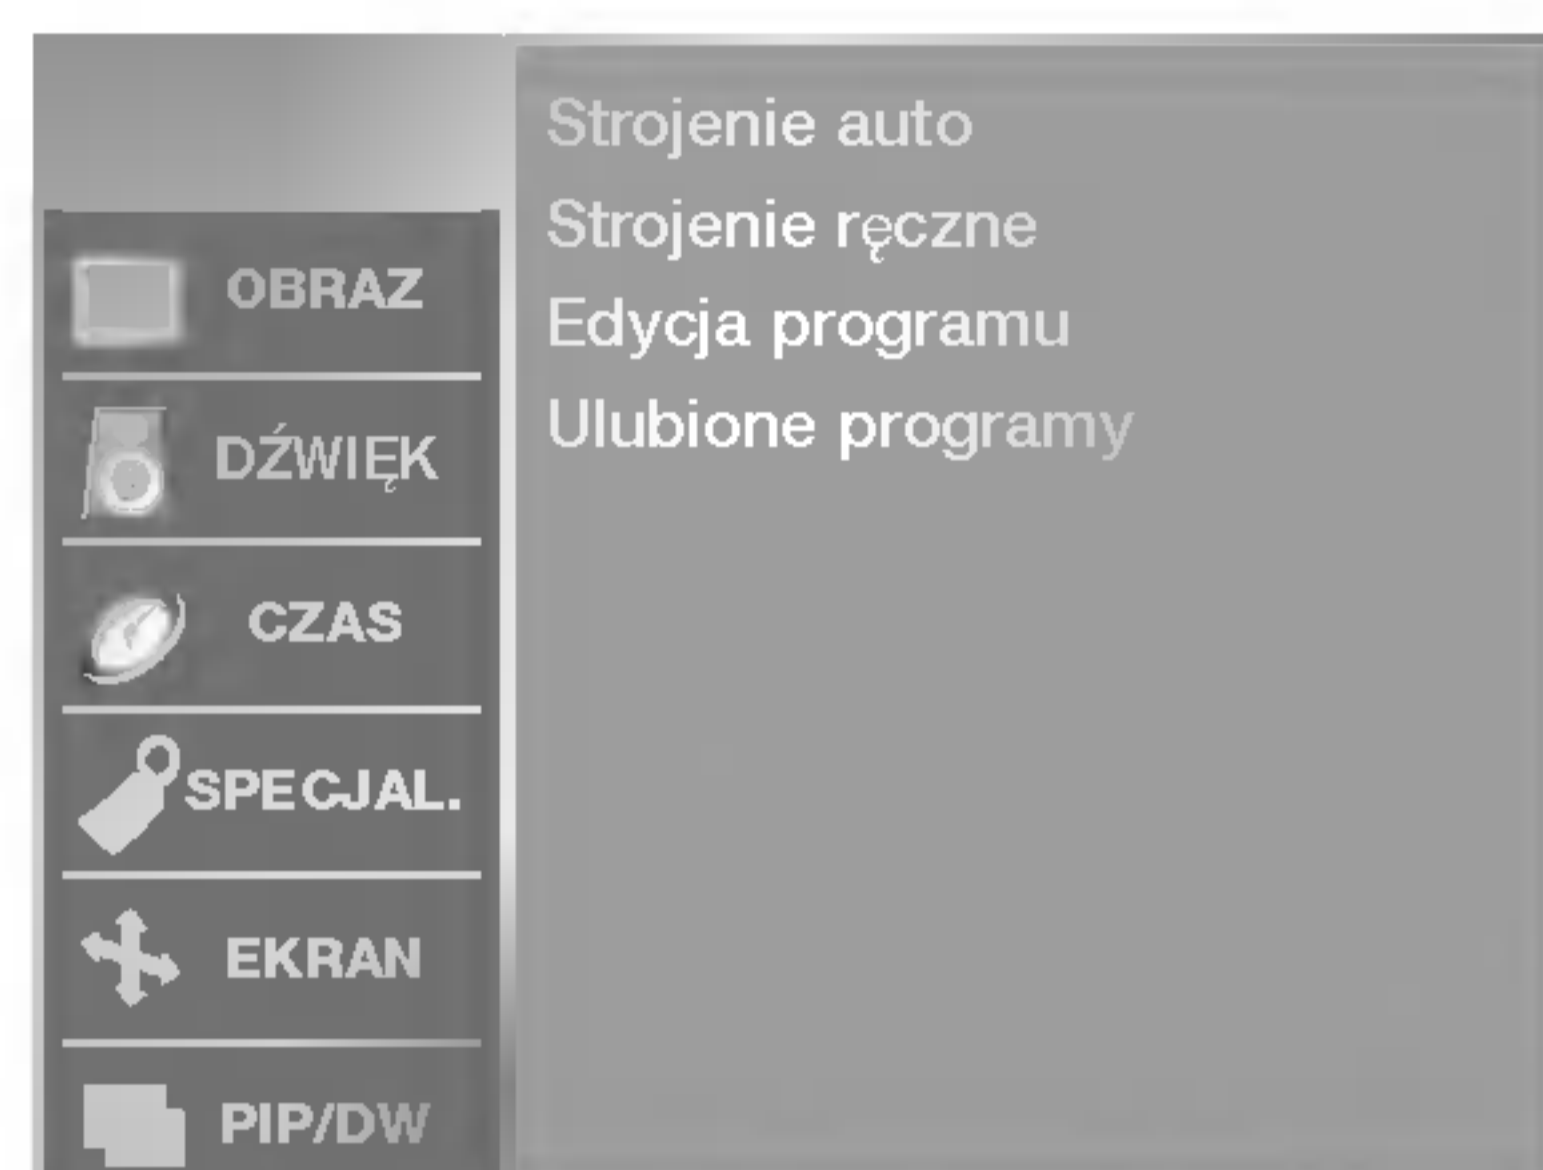 Strojenie auto
Strojenie ręczne
Edycja programu
Ulubione programy
OBRAZ
DŹWIĘK
CZAS
SPECJAL.
EKRAN
PIP/DW